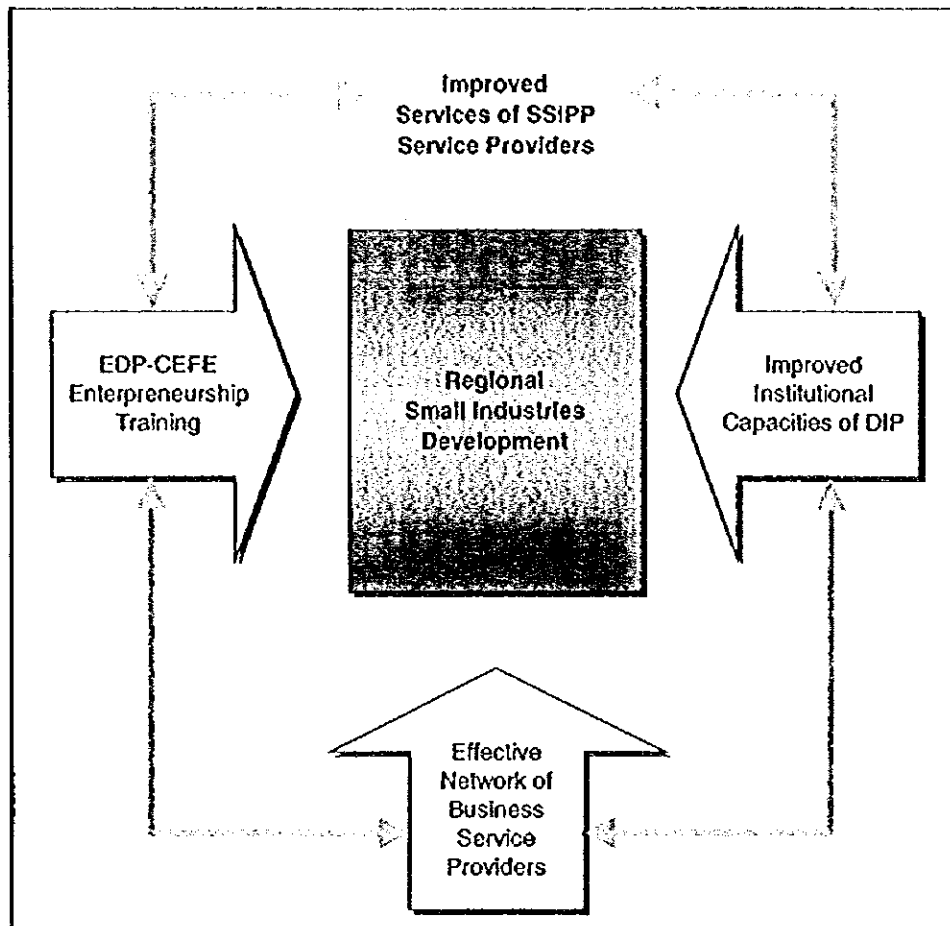 Improved
Services of SSIPP
Service Providers
EDP-CEFE
Enterpreneurship
Training
Regional
Small Industries
Development
Improved
Institutional
Capacities of DIP
Effective
Network of
Business
Service
Providers